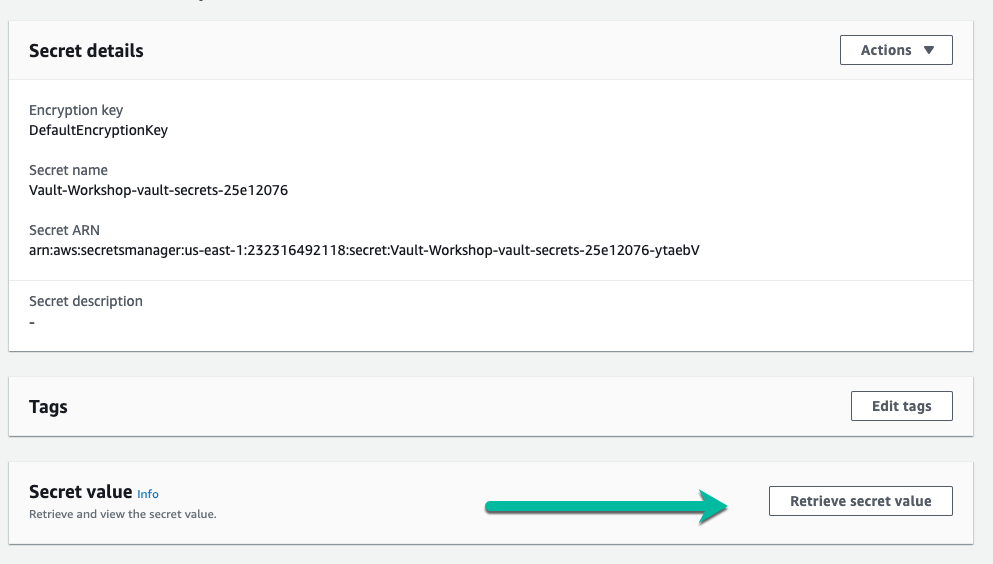 Secret details
Actions
Encryption key
DefaultEncryptionKey
Secret name
Vault-Workshop-vault-secrets-25e12076
Secret ARN
arn:aws:secretsmanager:us-east-1:232316492118:secret:Vault-Workshop-vault-secrets-25e12076-ytaebV
Secret description
-
Tags
Edit tags
Secret value Info
Retrieve and view the secret value.
Retrieve secret value